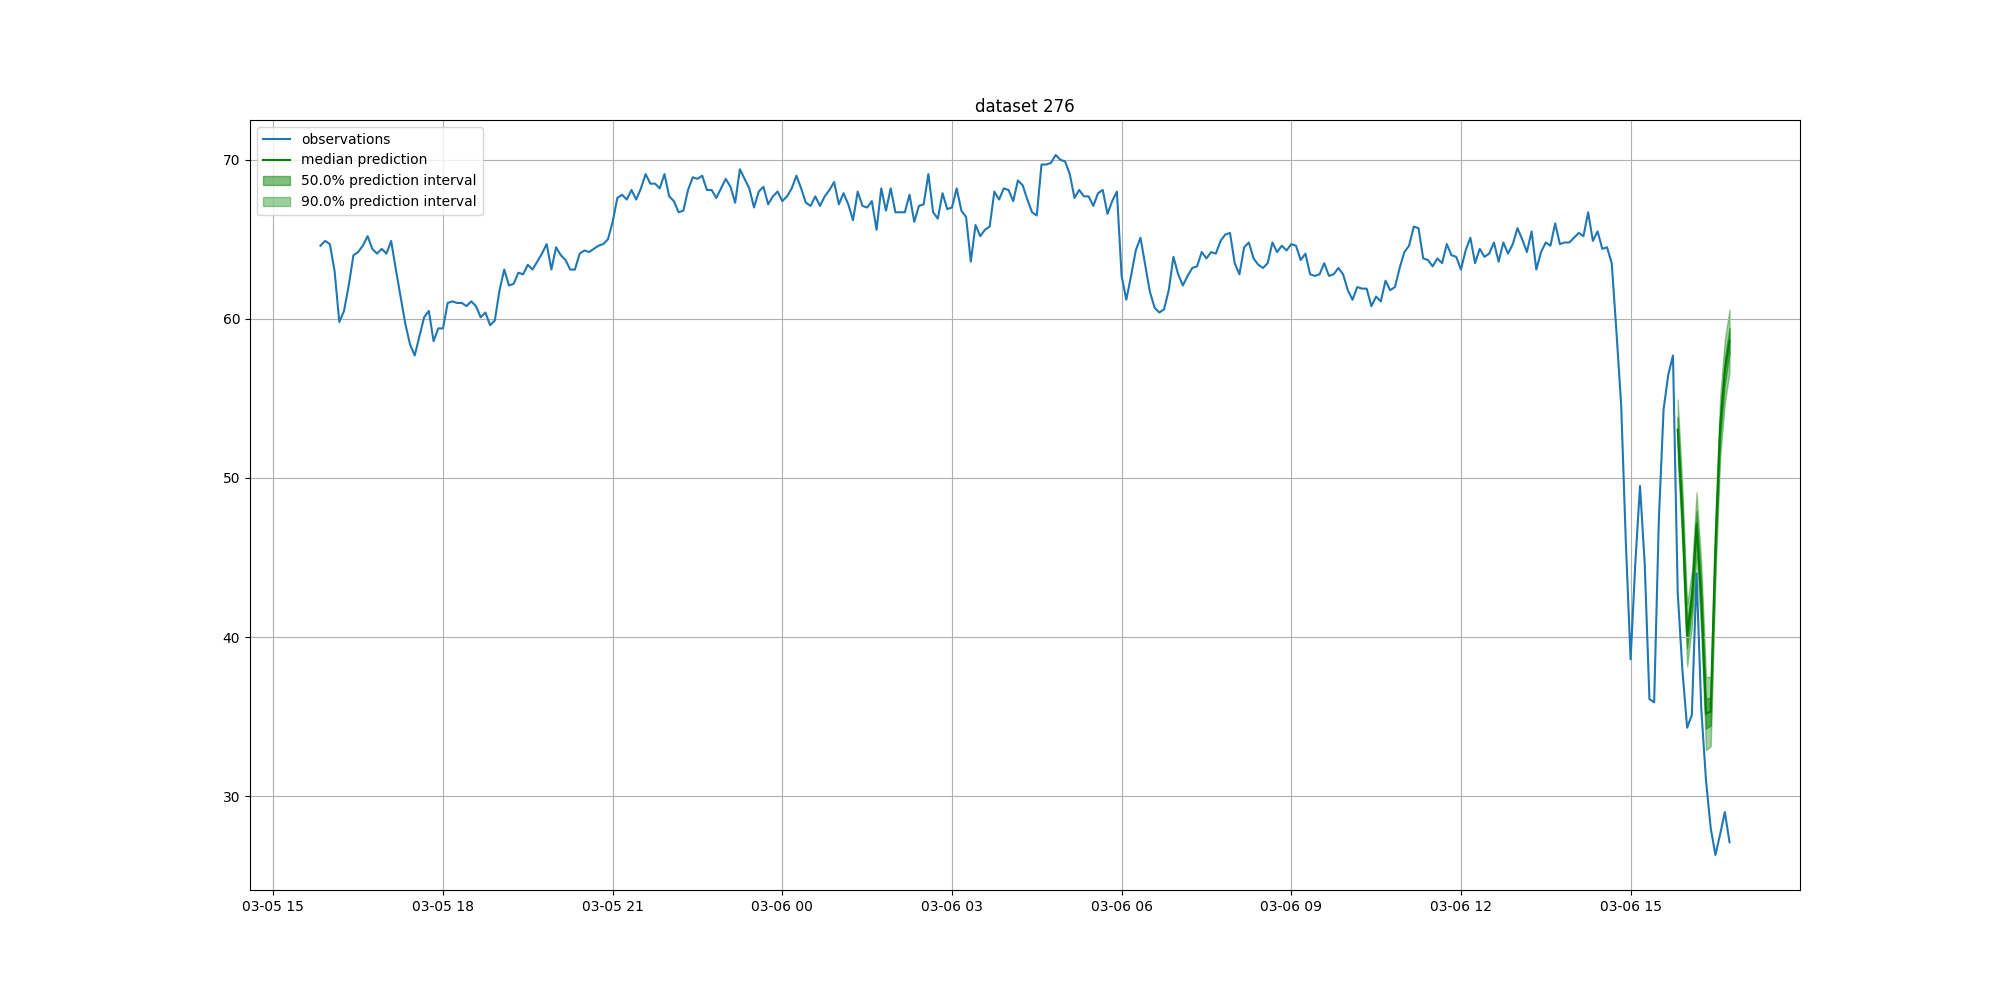 dataset 276
observations
median prediction
50.0% prediction interval
90.0% prediction interval
70
60
50
40
30
03-05 15
03-05 18
03-05 21
03-06 00
03-06 03
03-06 06
03-06 09
03-06 12
03-06 15